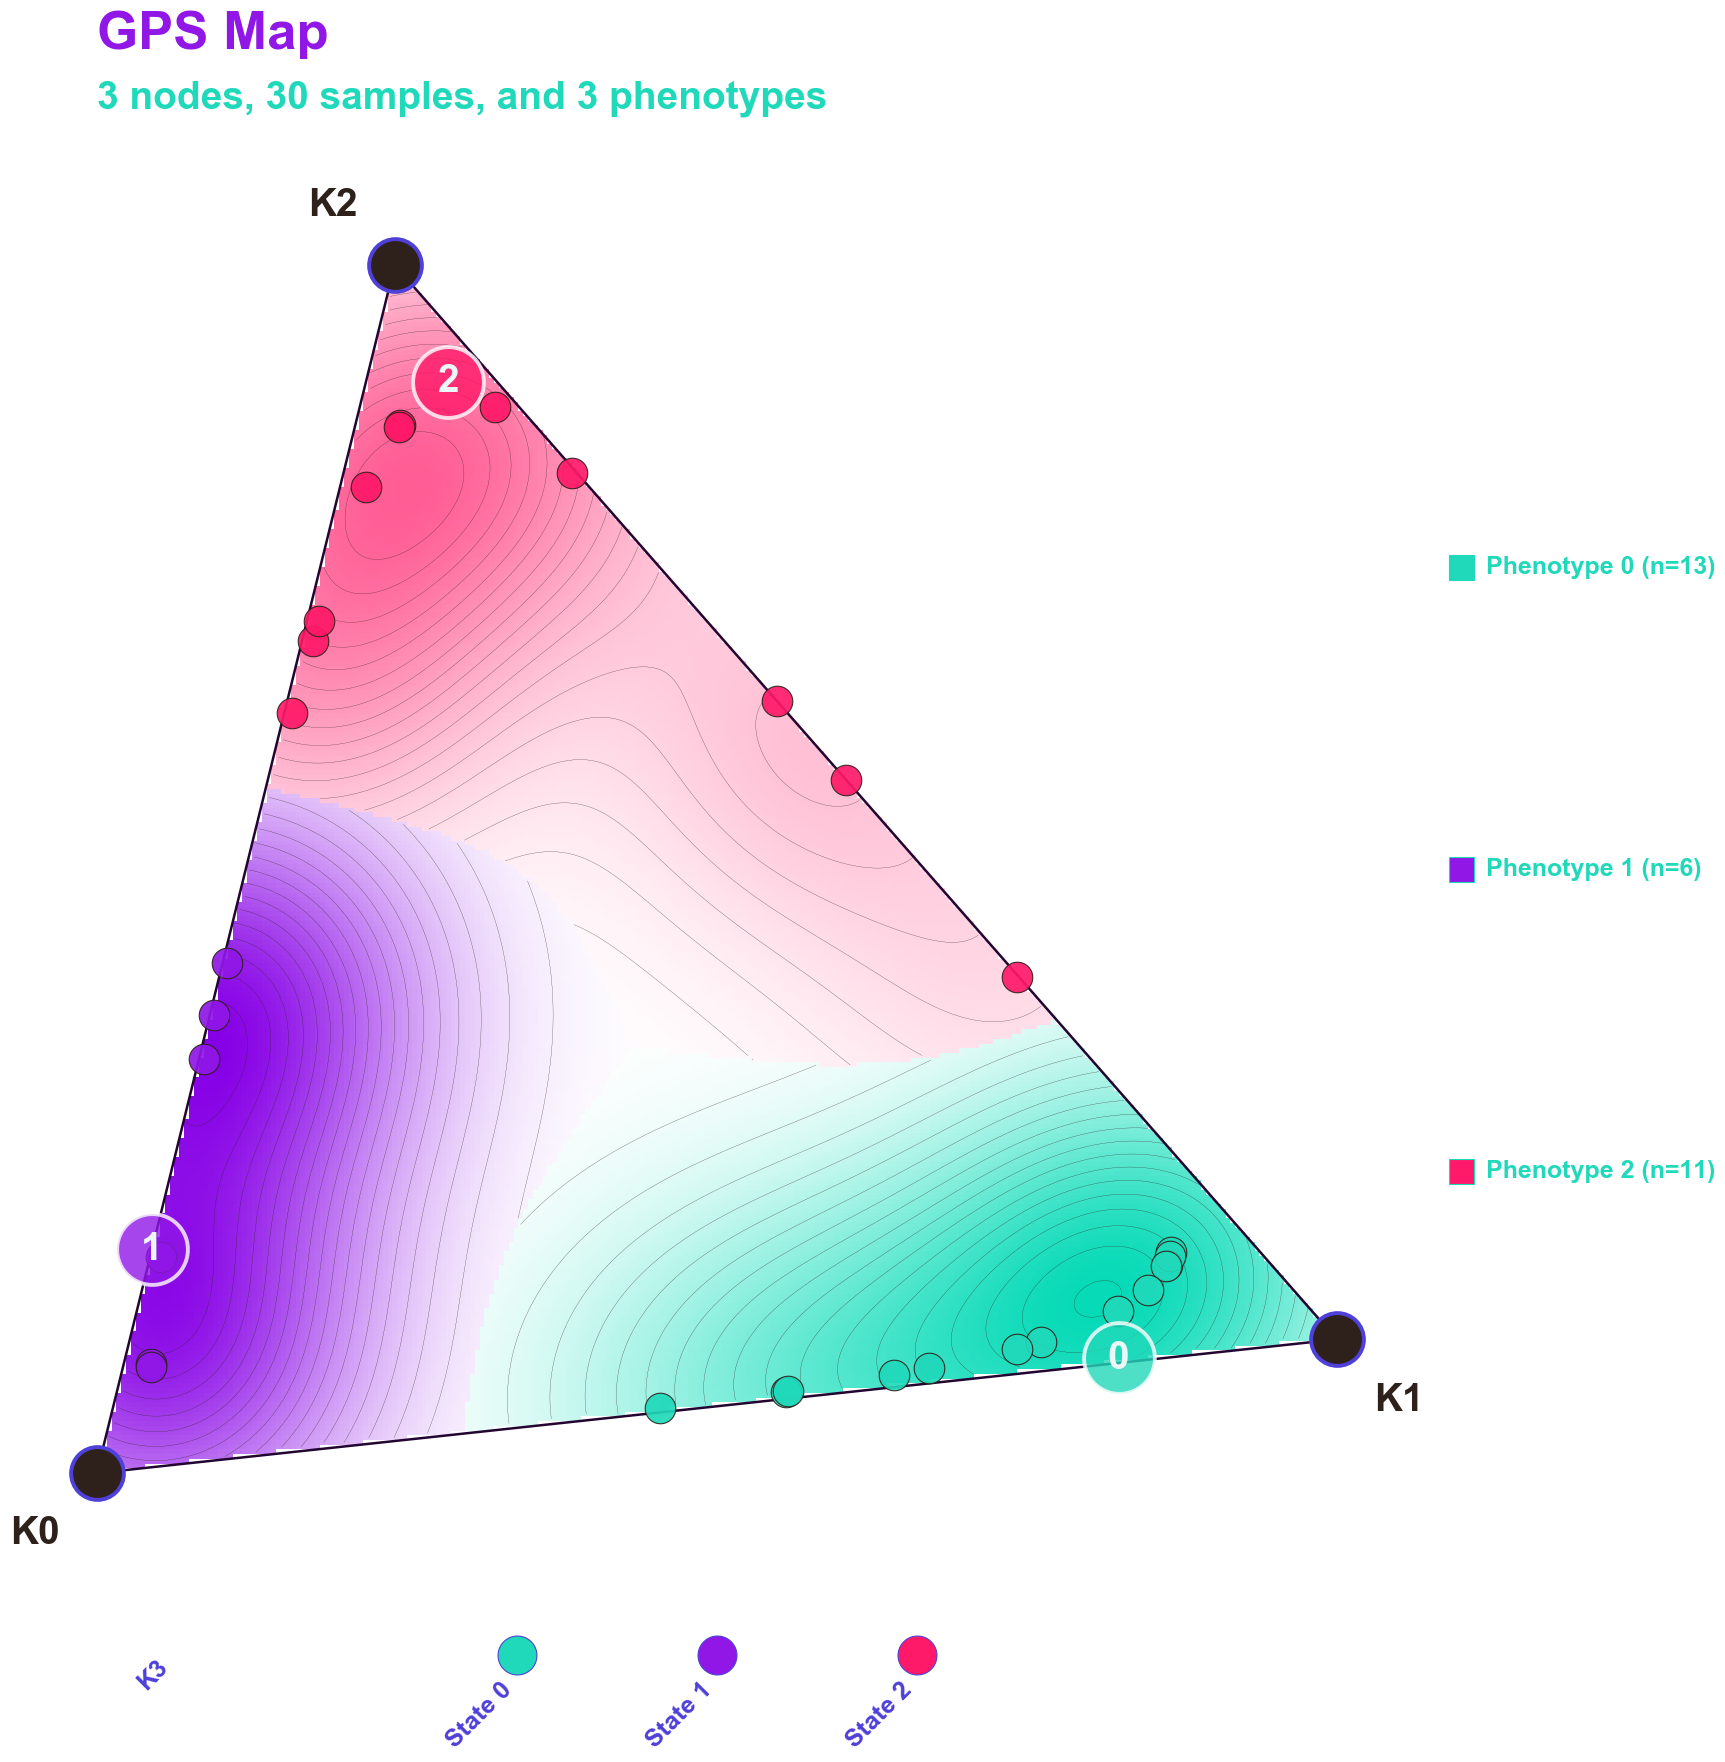 GPS Map
3 nodes, 30 samples, and 3 phenotypes
K2
2
Phenotype 0 (n=13)
Phenotype 1 (n=6)
Phenotype 2 (n=11)
1
0
K1
K0
K3
State 0
State 1
State 2